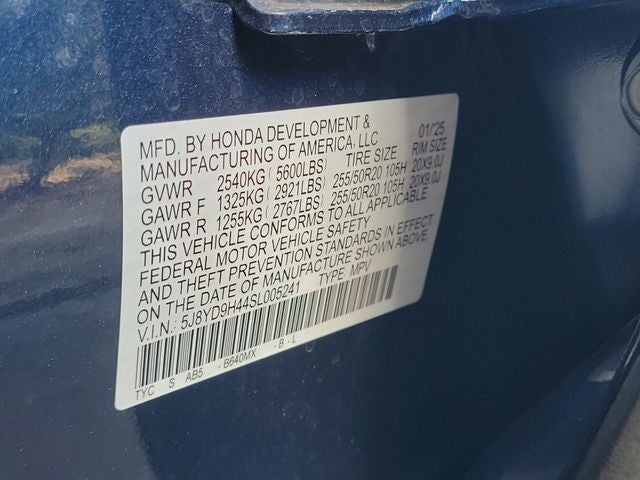 MFD. BY HONDA DEVELOPMENT & 01/25
MANUFACTURING OF AMERICA, LLC
TIRE SIZE RIM SIZE
GVWR 2540KG ( 5600LBS)
GAWR F 1325KG ( 2921LBS) 255/50R20 105H 20X9.0J
GAWR R 1255KG ( 2767LBS) 255/50R20 105H 20X9.0J
THIS VEHICLE CONFORMS TO ALL APPLICABLE
FEDERAL MOTOR VEHICLE SAFETY
AND THEFT PREVENTION STANDARDS IN EFFECT
ON THE DATE OF MANUFACTURE SHOWN ABOVE.
V.I.N.: 5J8YD9H44SL005241 TYPE: MPV
TYC S AB5 - B640MX - B - L